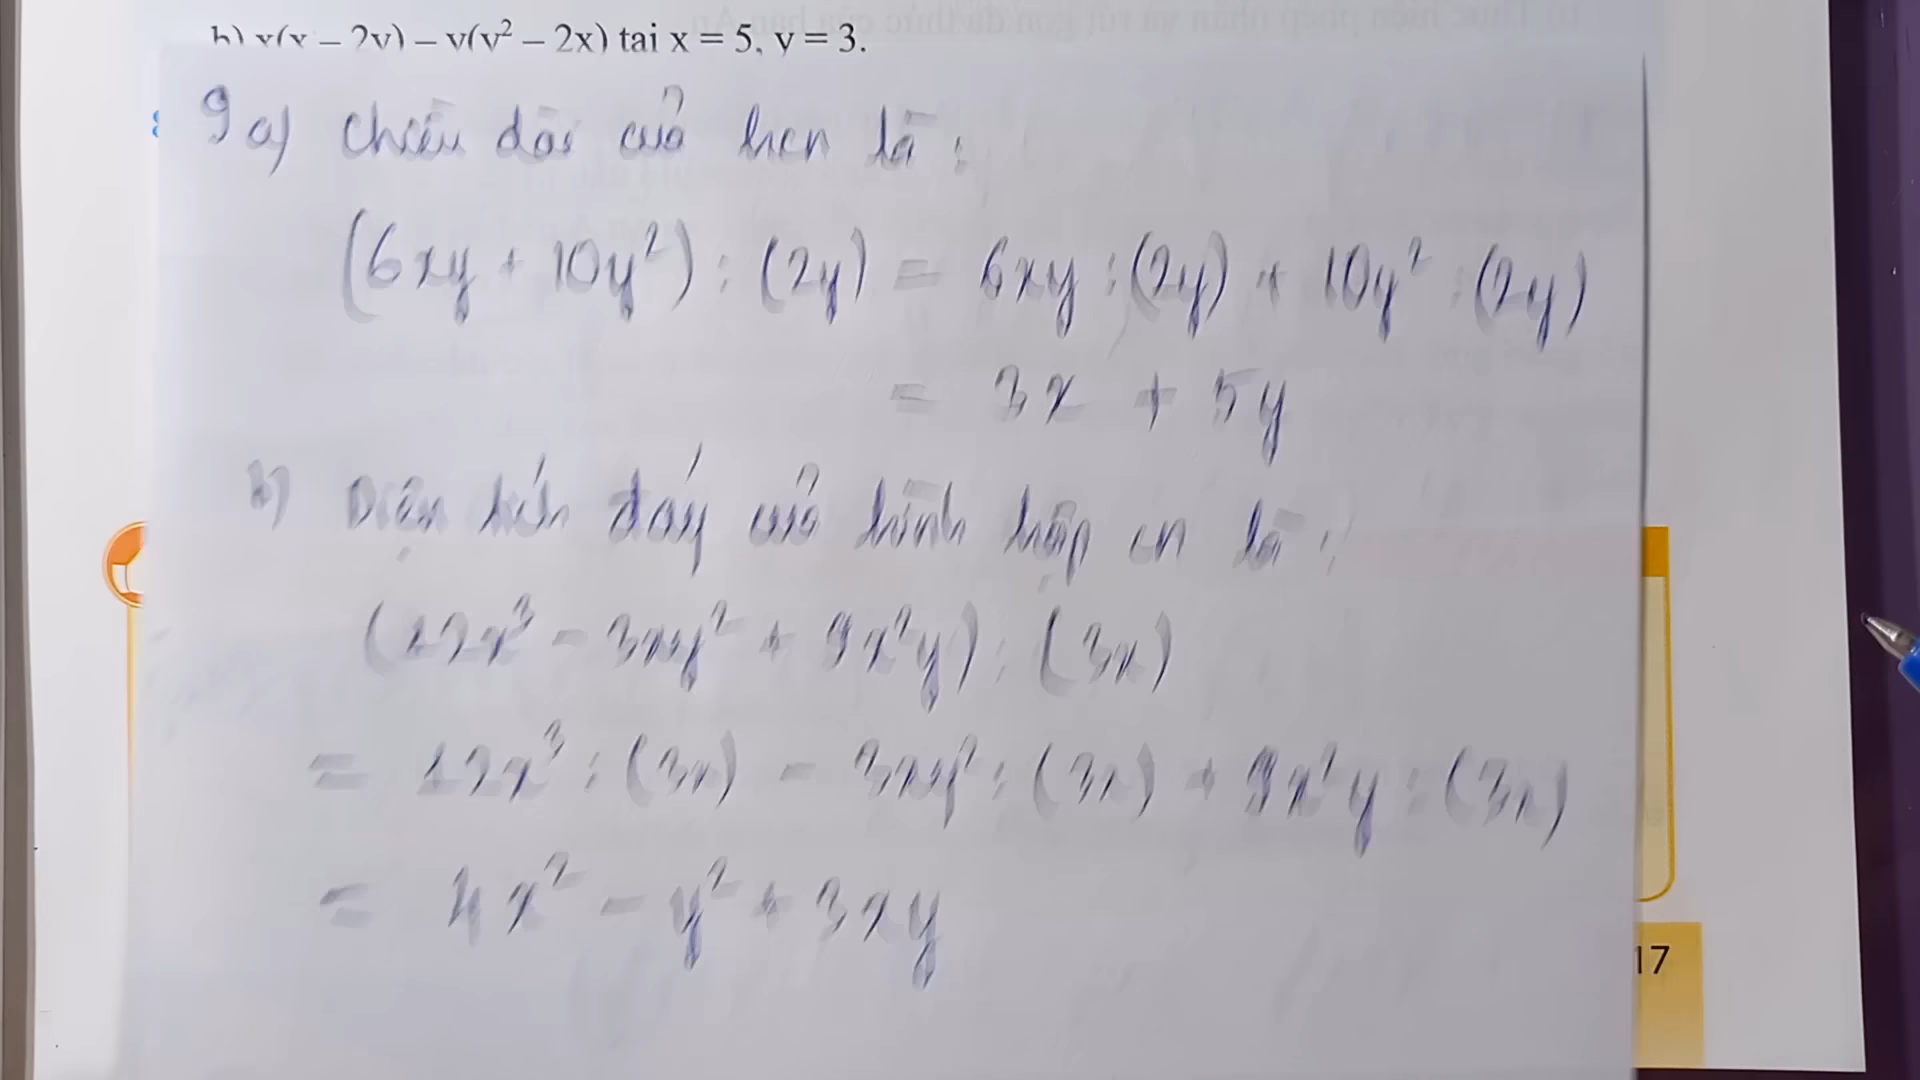 b) x(x – 2y) – y(y² – 2x) tại x = 5, y = 3.
9 a) Chiều dài của hcn là :
(6xy + 10y²) : (2y) = 6xy : (2y) + 10y² : (2y)
= 3x + 5y
b) Diện tích đáy của hình hộp cn là :
(12x³ - 3xy² + 9x²y) : (3x)
= 12x³ : (3x) - 3xy² : (3x) + 9x²y : (3x)
= 4x² - y² + 3xy
17